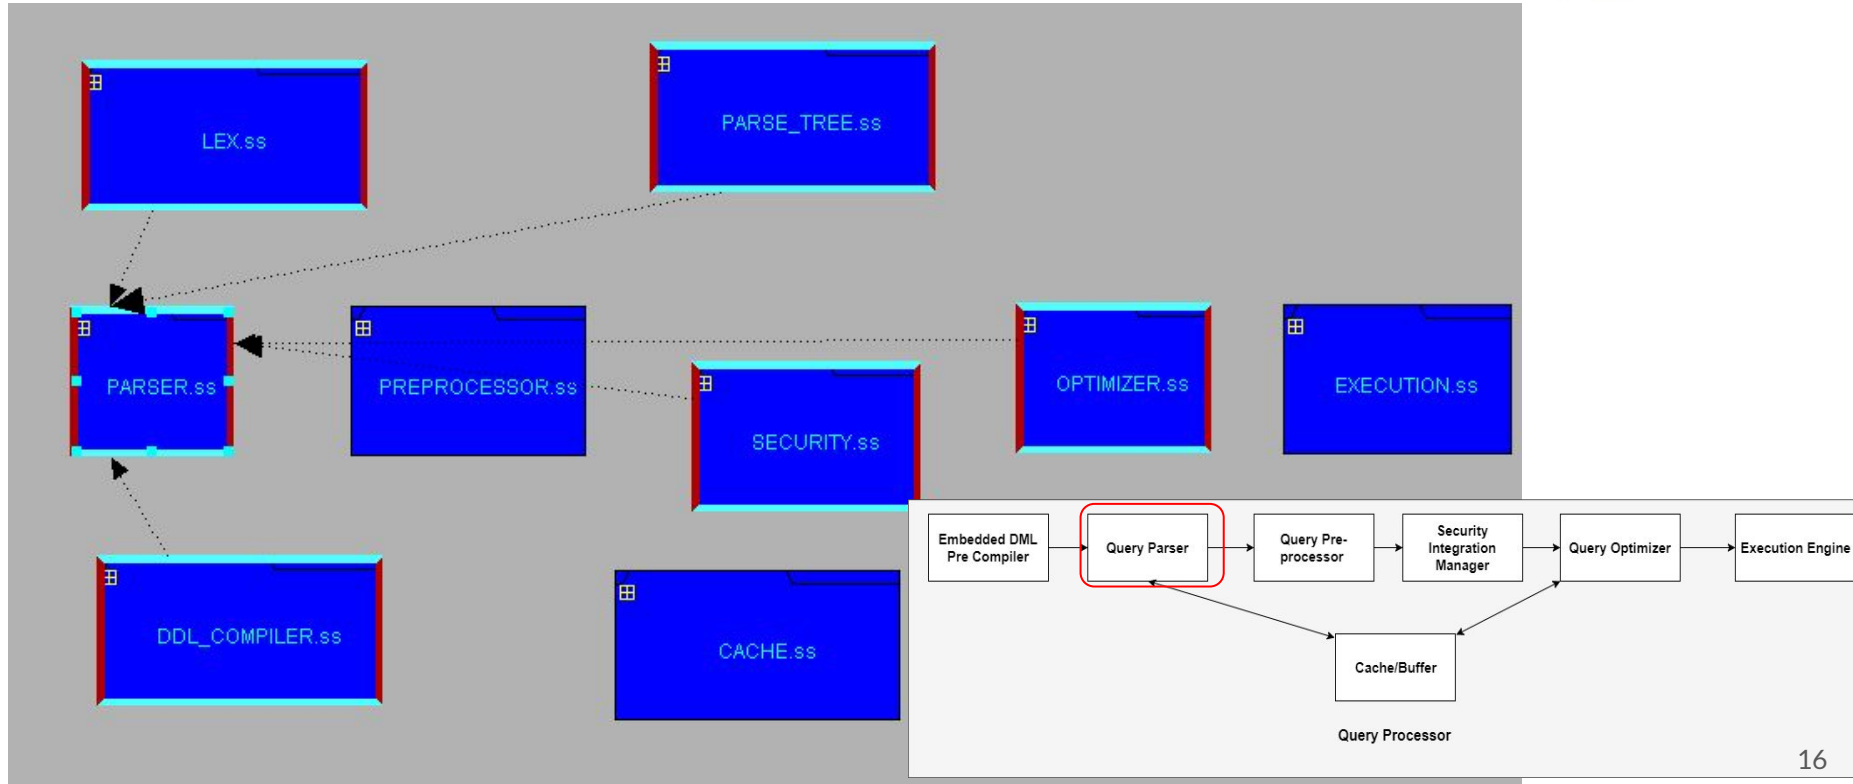 LEX.ss
PARSE_TREE.ss
PARSER.ss
PREPROCESSOR.ss
SECURITY.ss
OPTIMIZER.ss
EXECUTION.ss
DDL_COMPILER.ss
CACHE.ss
Embedded DML
Pre Compiler
Query Parser
Query Pre-
processor
Security
Integration
Manager
Query Optimizer
Execution Engine
Cache/Buffer
Query Processor
16